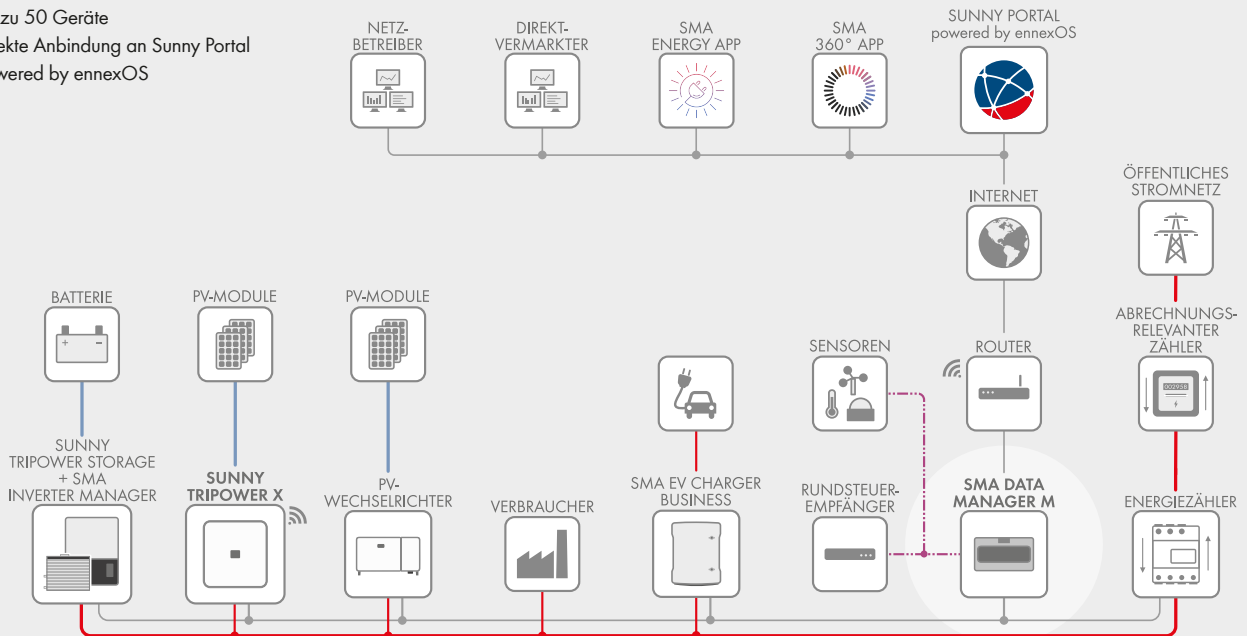 zu 50 Geräte
ekte Anbindung an Sunny Portal
wered by ennexOS
NETZ-
BETREIBER
DIREKT-
VERMARKTER
SMA
ENERGY APP
SMA
360° APP
SUNNY PORTAL
powered by ennexOS
INTERNET
ÖFFENTLICHES
STROMNETZ
BATTERIE
PV-MODULE
PV-MODULE
SENSOREN
ROUTER
ABRECHNUNGS-
RELEVANTER
ZÄHLER
002958
SUNNY
TRIPOWER STORAGE
+ SMA
INVERTER MANAGER
SUNNY
TRIPOWER X
PV-
WECHSELRICHTER
VERBRAUCHER
SMA EV CHARGER
BUSINESS
RUNDSTEUER-
EMPFÄNGER
SMA DATA
MANAGER M
ENERGIEZÄHLER